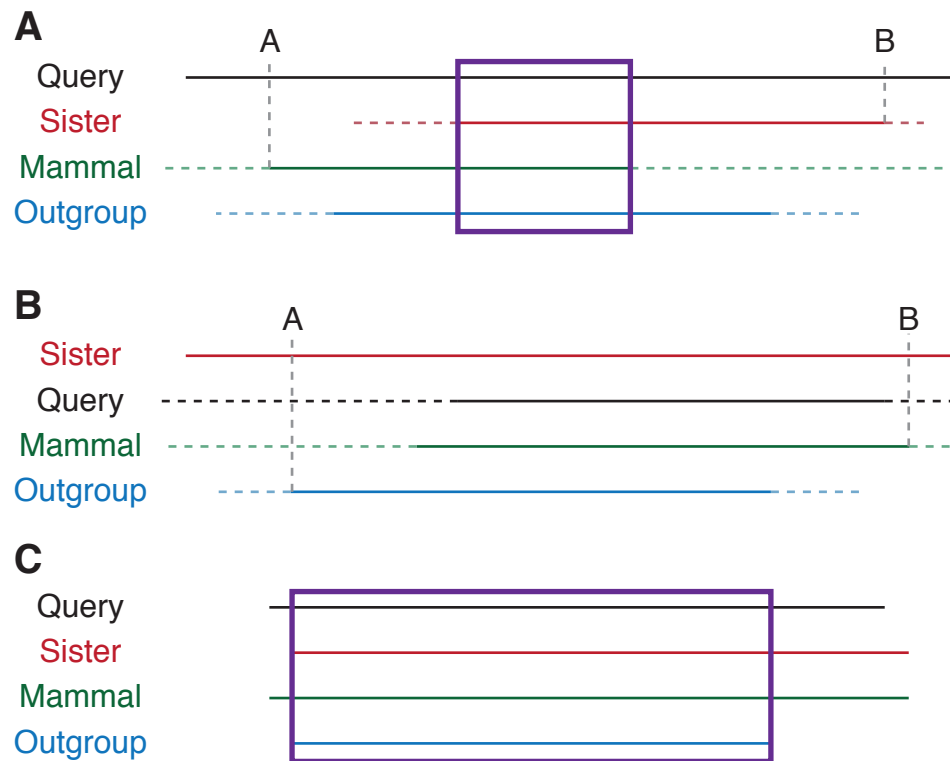 A
A B
Query
Sister
Mammal
Outgroup
B
A B
Sister
Query
Mammal
Outgroup
C
Query
Sister
Mammal
Outgroup